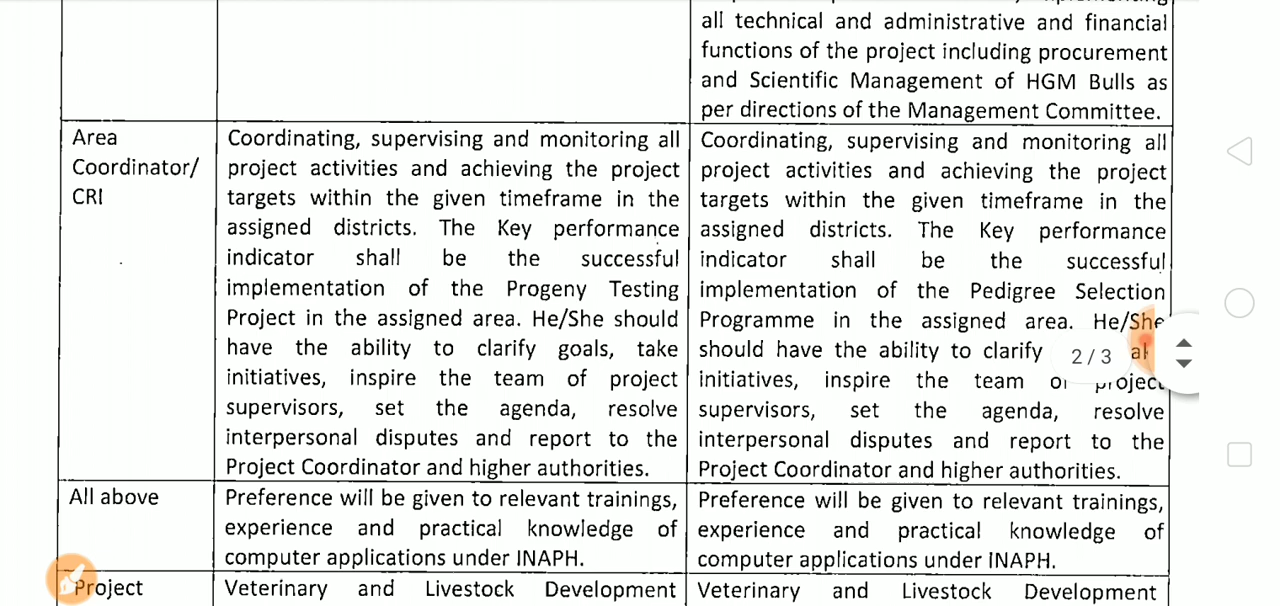 all technical and administrative and financial
functions of the project including procurement
and Scientific Management of HGM Bulls as
per directions of the Management Committee.
Area
Coordinator/
CRI
Coordinating, supervising and monitoring all
project activities and achieving the project
targets within the given timeframe in the
assigned districts. The Key performance
indicator shall be the successful
implementation of the Progeny Testing
Project in the assigned area. He/She should
have the ability to clarify goals, take
initiatives, inspire the team of project
supervisors, set the agenda, resolve
interpersonal disputes and report to the
Project Coordinator and higher authorities.
Coordinating, supervising and monitoring all
project activities and achieving the project
targets within the given timeframe in the
assigned districts. The Key performance
indicator shall be the successful
implementation of the Pedigree Selection
Programme in the assigned area. He/She
should have the ability to clarify
initiatives, inspire the team of project
supervisors, set the agenda, resolve
interpersonal disputes and report to the
Project Coordinator and higher authorities.
2/3
All above
Preference will be given to relevant trainings,
experience and practical knowledge of
computer applications under INAPH.
Preference will be given to relevant trainings,
experience and practical knowledge of
computer applications under INAPH.
Project
Veterinary and Livestock Development
Veterinary and Livestock Development